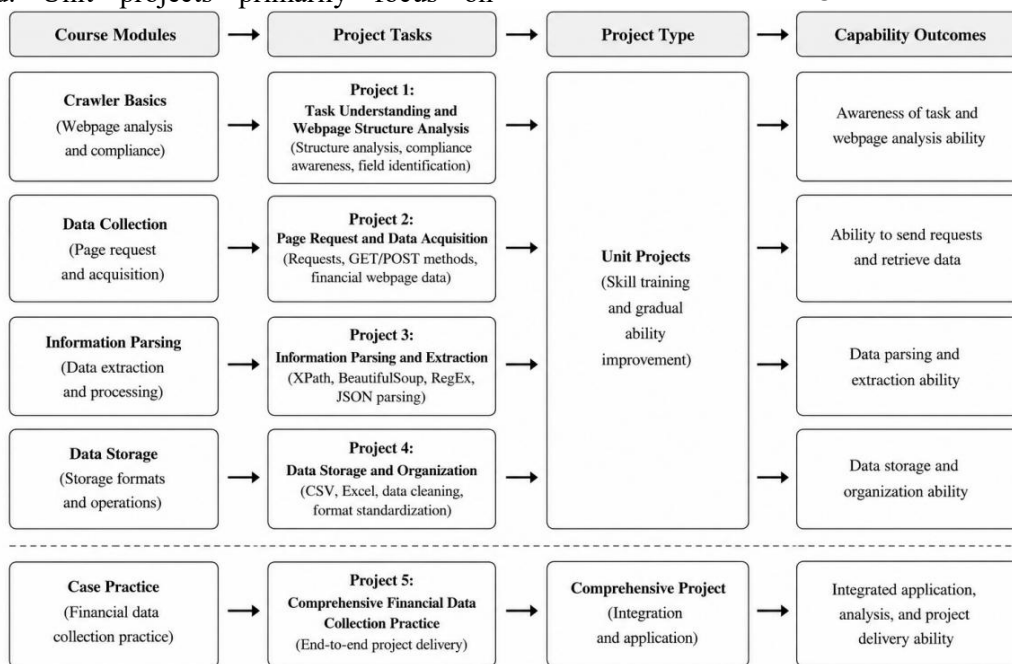 Unit projects primarily focus on
Course Modules
Project Tasks
Project Type
Capability Outcomes
Crawler Basics
(Webpage analysis
and compliance)
Project 1:
Task Understanding and
Webpage Structure Analysis
(Structure analysis, compliance
awareness, field identification)
Awareness of task and
webpage analysis ability
Data Collection
(Page request
and acquisition)
Project 2:
Page Request and Data Acquisition
(Requests, GET/POST methods,
financial webpage data)
Unit Projects
(Skill training
and gradual
ability
improvement)
Ability to send requests
and retrieve data
Information Parsing
(Data extraction
and processing)
Project 3:
Information Parsing and Extraction
(XPath, BeautifulSoup, RegEx,
JSON parsing)
Data parsing and
extraction ability
Data Storage
(Storage formats
and operations)
Project 4:
Data Storage and Organization
(CSV, Excel, data cleaning,
format standardization)
Data storage and
organization ability
Case Practice
(Financial data
collection practice)
Project 5:
Comprehensive Financial Data
Collection Practice
(End-to-end project delivery)
Comprehensive Project
(Integration
and application)
Integrated application,
analysis, and project
delivery ability